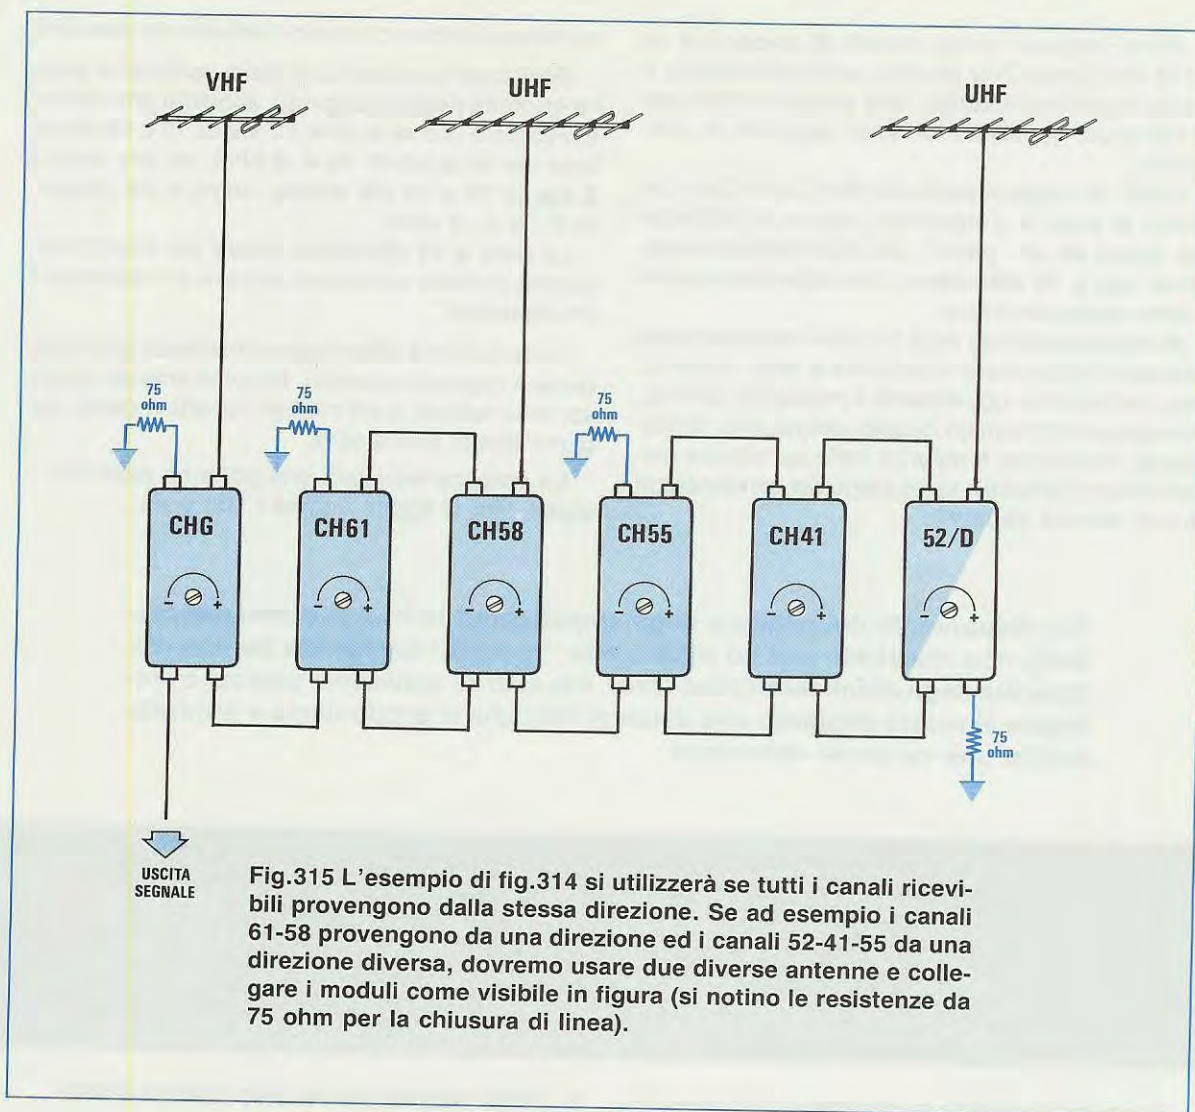 VHF
UHF
UHF
75
ohm
75
ohm
75
ohm
CHG
CH61
CH58
CH55
CH41
52/D
- +
- +
- +
- +
- +
- +
75
ohm
USCITA
SEGNALE
Fig.315 L'esempio di fig.314 si utilizzerà se tutti i canali ricevi-
bili provengono dalla stessa direzione. Se ad esempio i canali
61-58 provengono da una direzione ed i canali 52-41-55 da una
direzione diversa, dovremo usare due diverse antenne e colle-
gare i moduli come visibile in figura (si notino le resistenze da
75 ohm per la chiusura di linea).